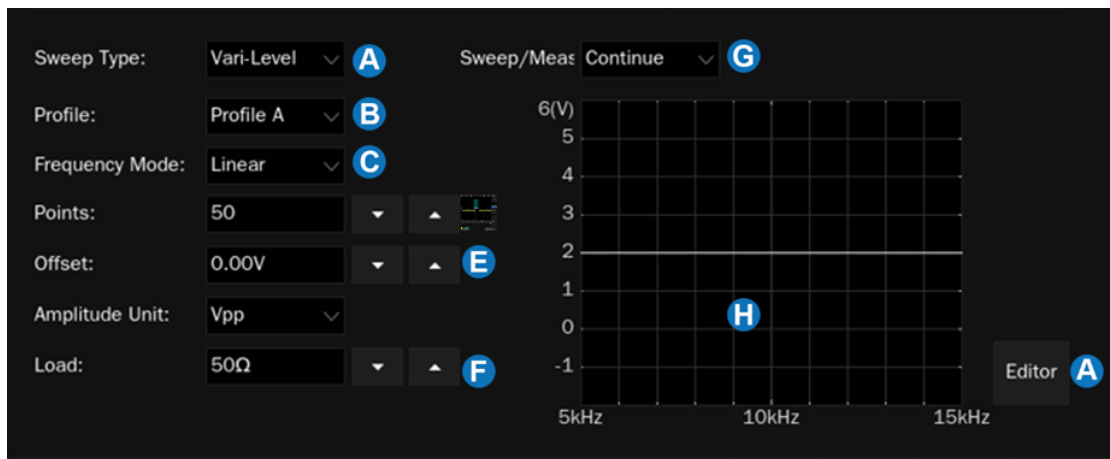 Sweep Type: Vari-Level A Sweep/Meas Continue G
Profile: Profile A B
Frequency Mode: Linear C
Points: 50
Offset: 0.00V E
Amplitude Unit: Vpp
Load: 50Ω F
6(V)
5
4
3
2
1
0
-1
H
5kHz 10kHz 15kHz
Editor A